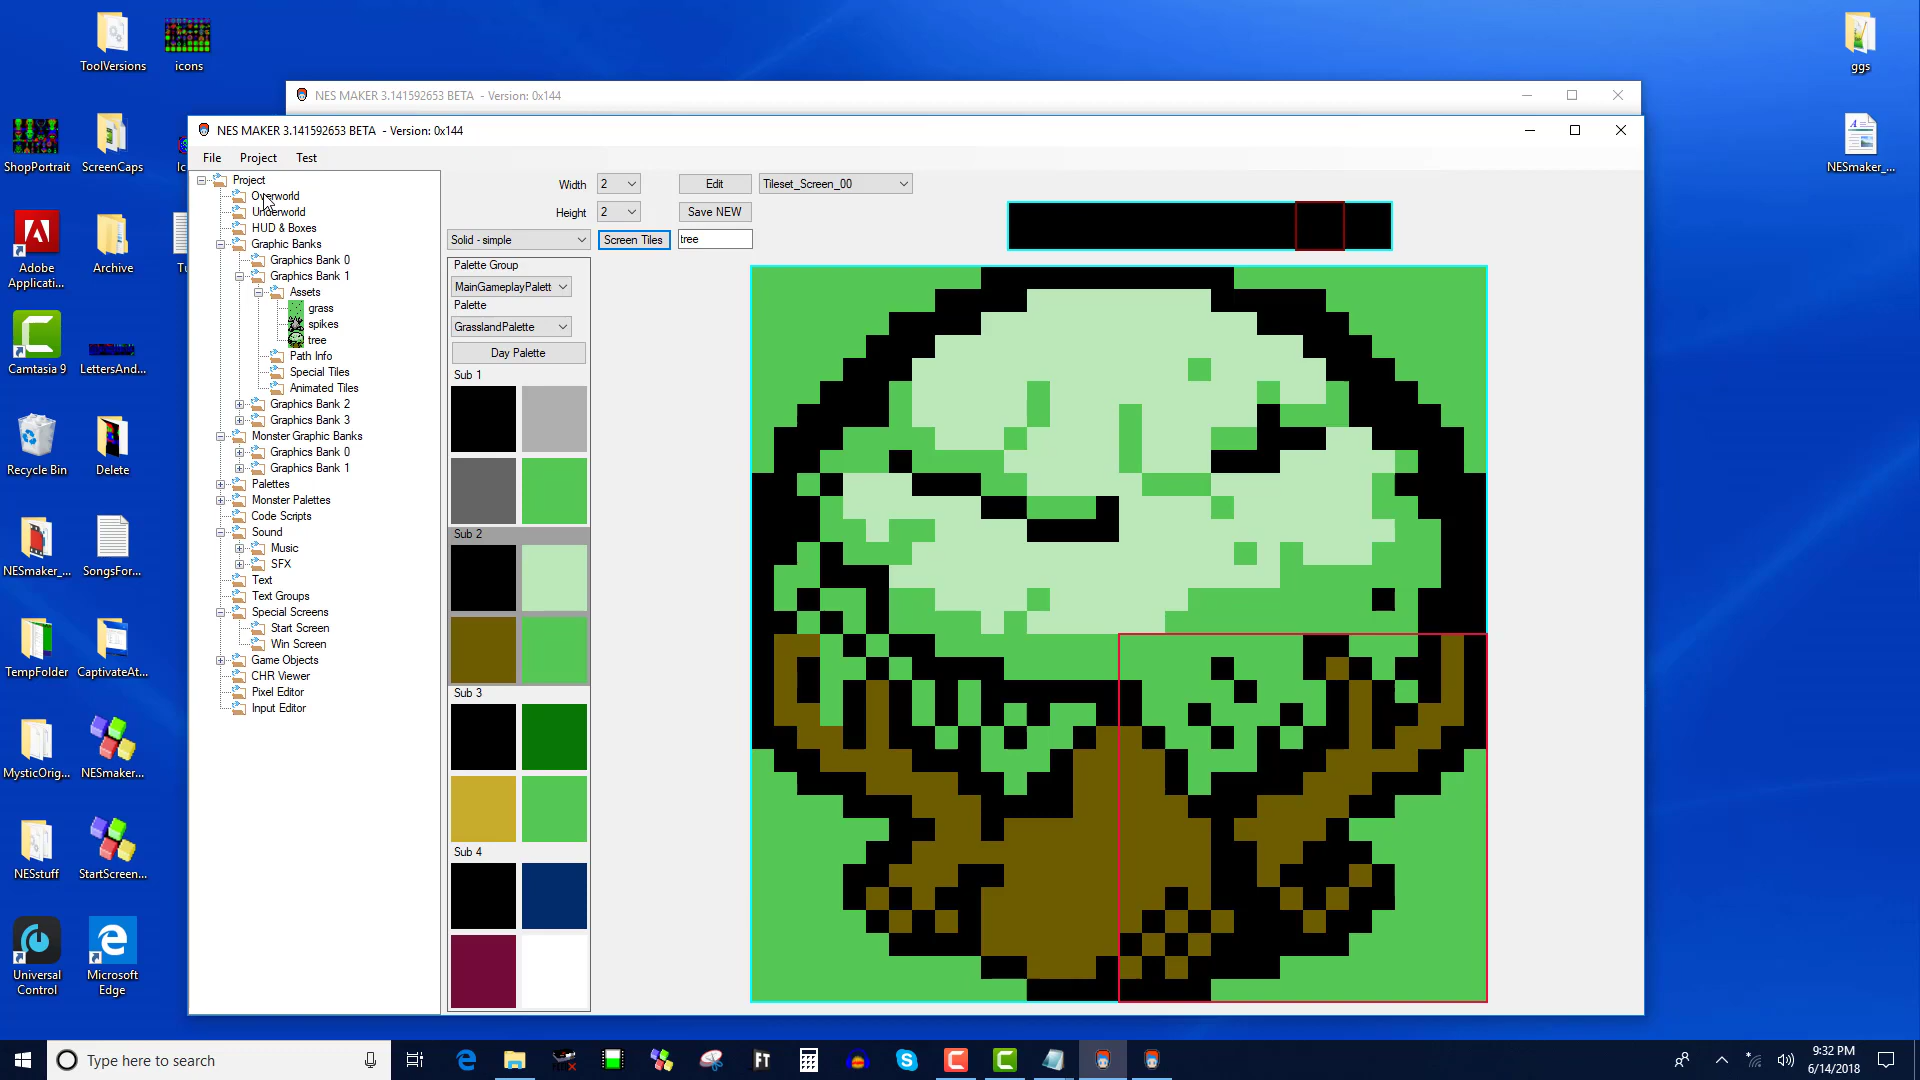 ToolVersions
icons
ggs
NES MAKER 3.141592653 BETA  - Version: 0x144
NES MAKER 3.141592653 BETA  - Version: 0x144
File
Project
Test
ShopPortrait
ScreenCaps
NESmaker_...
Project
Overworld
Underworld
HUD & Boxes
Graphic Banks
Graphics Bank 0
Graphics Bank 1
Assets
grass
spikes
tree
Path Info
Special Tiles
Animated Tiles
Graphics Bank 2
Graphics Bank 3
Monster Graphic Banks
Graphics Bank 0
Graphics Bank 1
Palettes
Monster Palettes
Code Scripts
Sound
Music
SFX
Text
Text Groups
Special Screens
Start Screen
Win Screen
Game Objects
CHR Viewer
Pixel Editor
Input Editor
Width
2
Edit
Tileset_Screen_00
Height
2
Save NEW
Solid - simple
Screen Tiles
tree
Palette Group
MainGameplayPalett
Palette
GrasslandPalette
Day Palette
Sub 1
Sub 2
Sub 3
Sub 4
Adobe
Applicati...
Archive
Camtasia 9
LettersAnd...
Recycle Bin
Delete
NESmaker_...
SongsFor...
TempFolder
CaptivateAt...
MysticOrig...
NESmaker...
NESstuff
StartScreen...
Universal
Control
Microsoft
Edge
Type here to search
FT
9:32 PM
6/14/2018